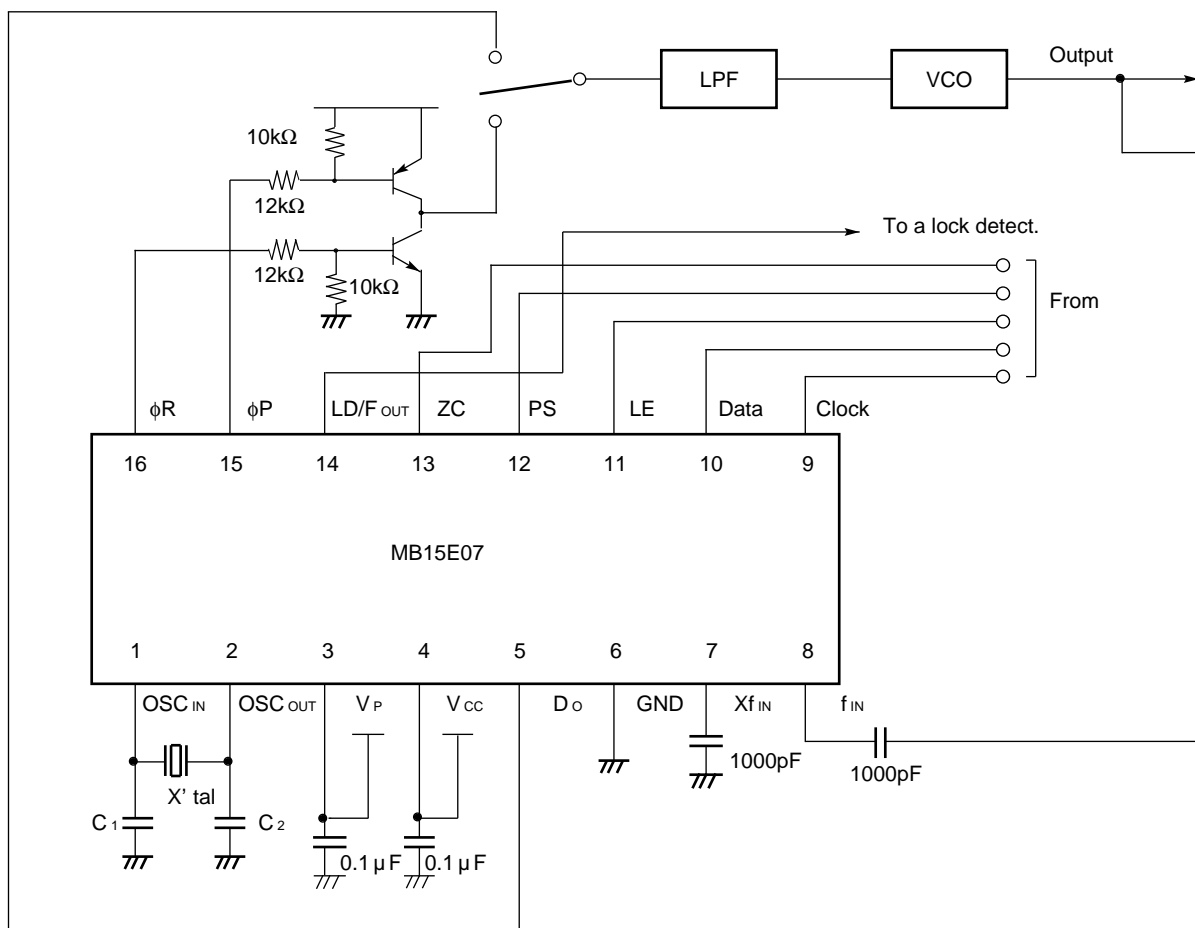 Output
LPF
VCO
10kΩ
12kΩ
To a lock detect.
12kΩ
10kΩ
From
ϕR
ϕP
LD/F OUT
ZC
PS
LE
Data
Clock
16
15
14
13
12
11
10
9
MB15E07
1
2
3
4
5
6
7
8
OSC IN
OSC OUT
V P
V CC
D O
GND
Xf IN
f IN
1000pF
1000pF
X' tal
C 1
C 2
0.1 µ F
0.1 µ F